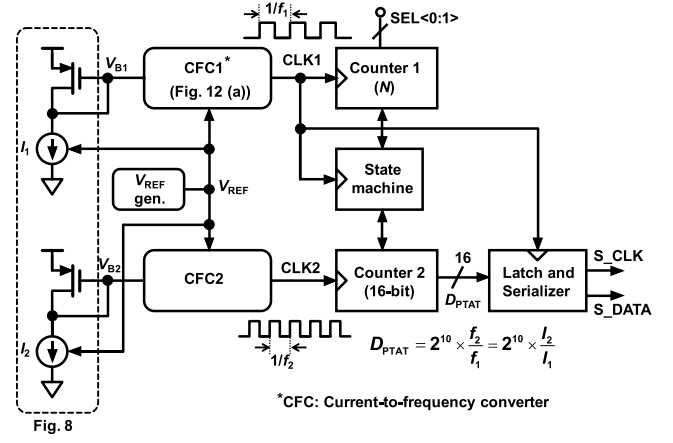 1/f1
SEL<0:1>
VB1
CFC1*
(Fig. 12 (a))
CLK1
Counter 1
(N)
I1
VREF
gen.
VREF
State
machine
VB2
CFC2
CLK2
Counter 2
(16-bit)
16
DPTAT
Latch and
Serializer
S_CLK
S_DATA
I2
1/f2
DPTAT = 2^10 × f2/f1 = 2^10 × I2/I1
*CFC: Current-to-frequency converter
Fig. 8